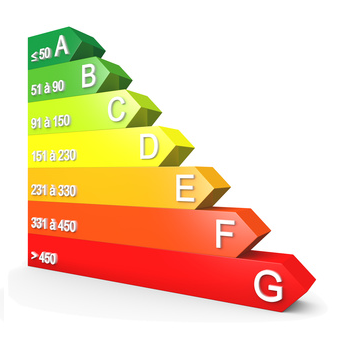 ≤ 50 A
51 à 90 B
91 à 150 C
151 à 230 D
231 à 330 E
331 à 450 F
> 450 G